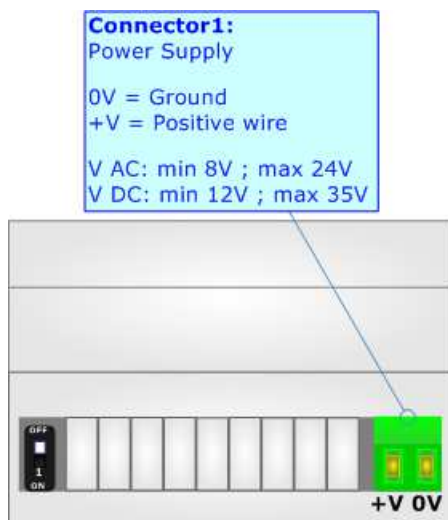 Connector1:
Power Supply
0V = Ground
+V = Positive wire
V AC: min 8V ; max 24V
V DC: min 12V ; max 35V
OFF
1
ON
+V 0V